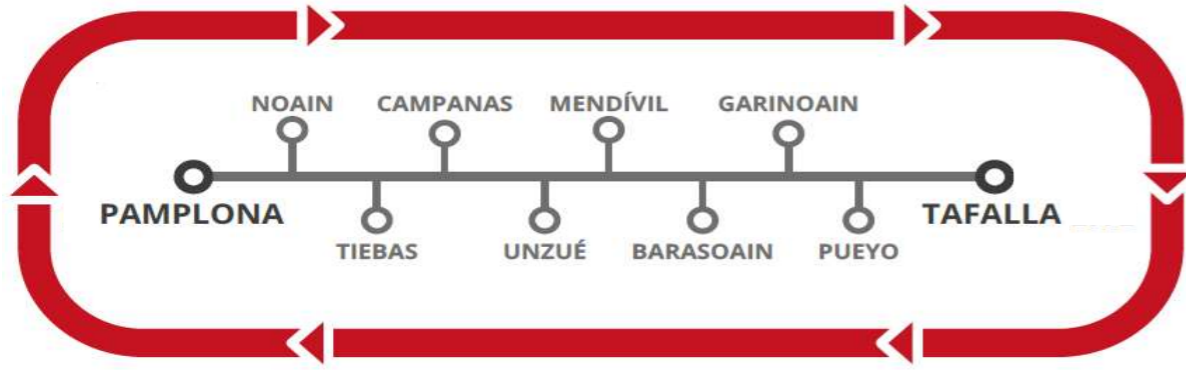 NOAIN CAMPANAS MENDÍVIL GARINOAIN
PAMPLONA TAFALLA
TIEBAS UNZUÉ BARASOAIN PUEYO